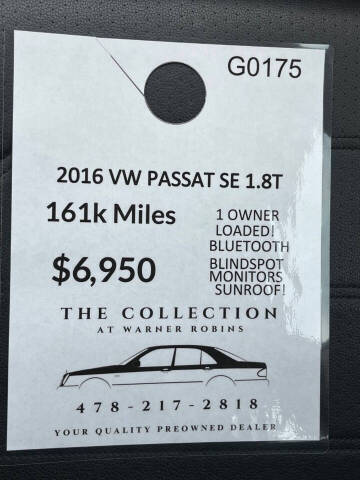 G0175
2016 VW PASSAT SE 1.8T
161k Miles
$6,950
1 OWNER
LOADED!
BLUETOOTH
BLINDSPOT
MONITORS
SUNROOF!
THE COLLECTION
AT WARNER ROBINS
478-217-2818
YOUR QUALITY PREOWNED DEALER